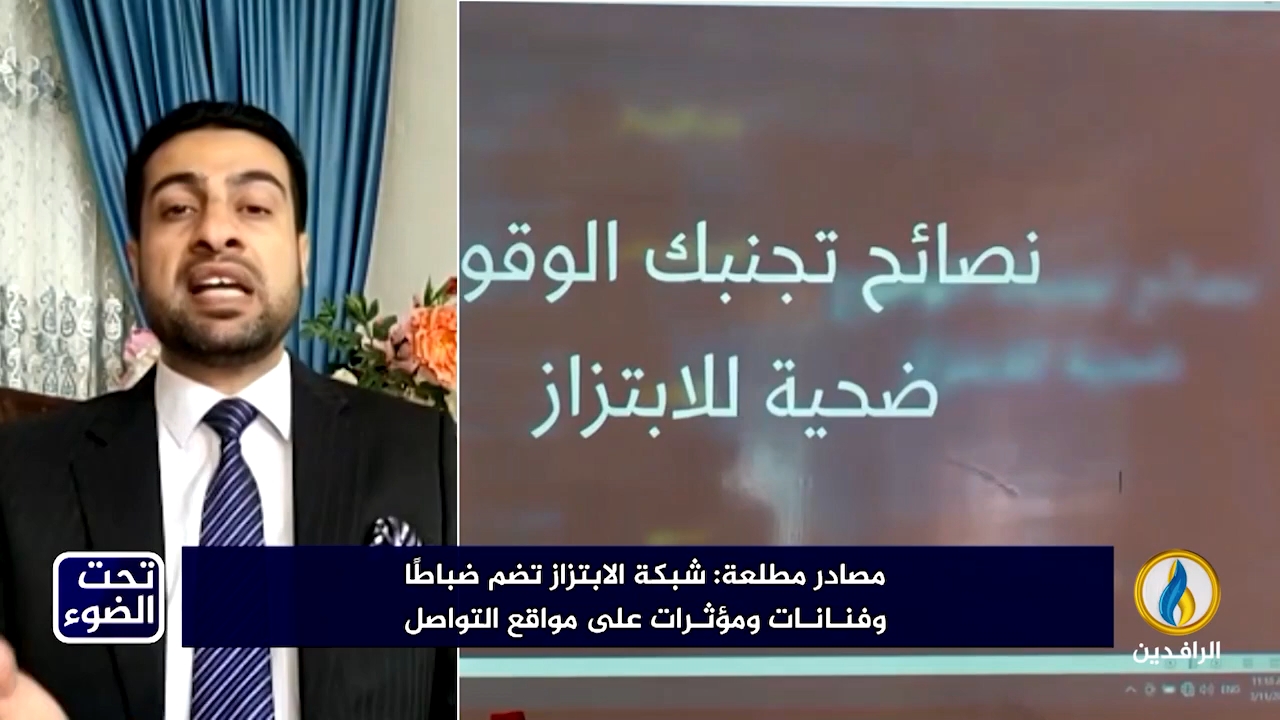 نصائح تجنبك الوقو
ضحية للابتزاز
مصادر مطلعة: شبكة الابتزاز تضم ضباطًا
وفنانات ومؤثرات على مواقع التواصل
تحت
الضوء
الرافدين
ENG